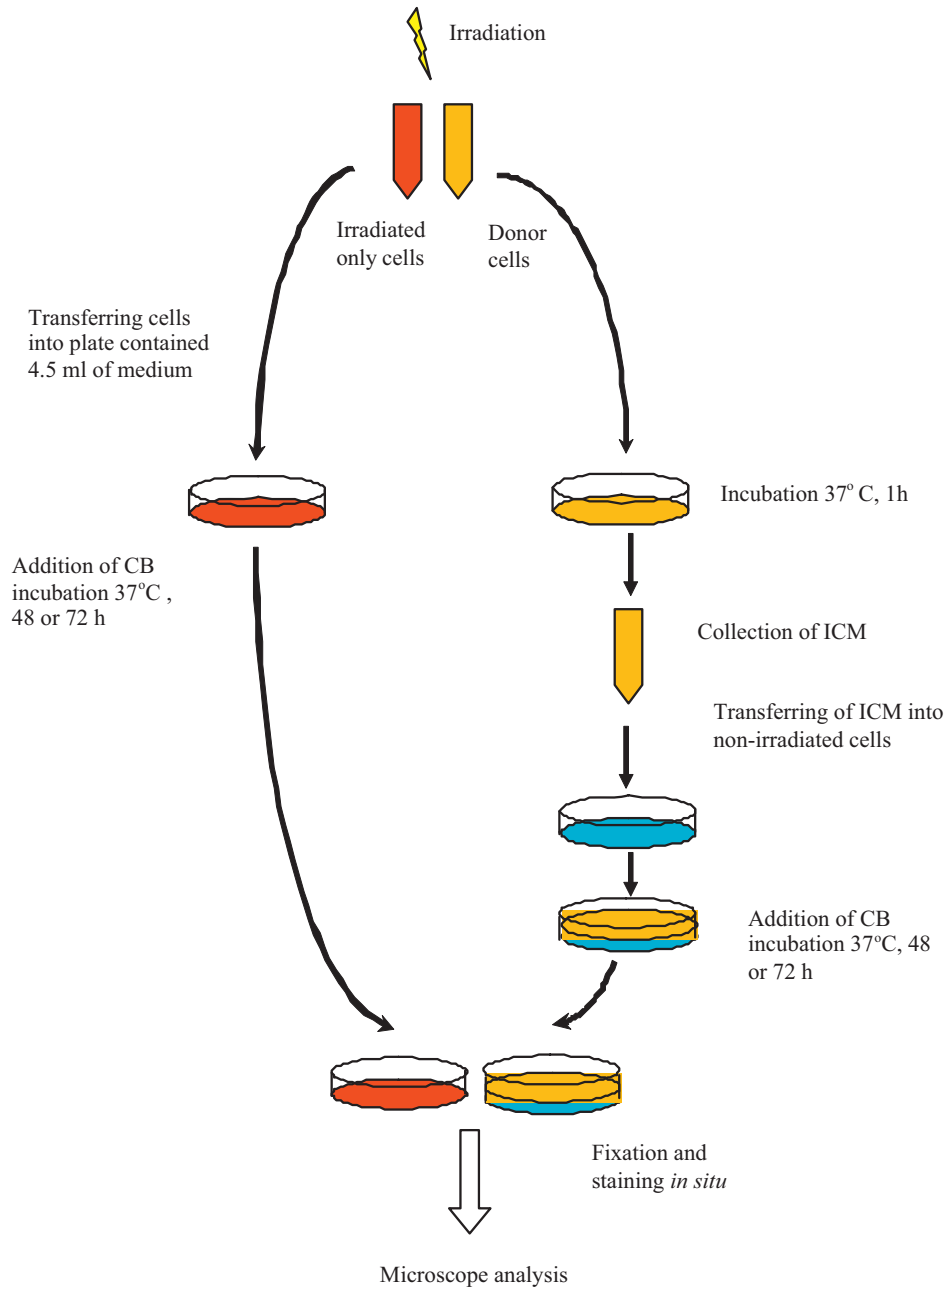 Irradiation
Irradiated
only cells
Donor
cells
Transferring cells
into plate contained
4.5 ml of medium
Incubation 37° C, 1h
Addition of CB
incubation 37°C ,
48 or 72 h
Collection of ICM
Transferring of ICM into
non-irradiated cells
Addition of CB
incubation 37°C, 48
or 72 h
Fixation and
staining in situ
Microscope analysis